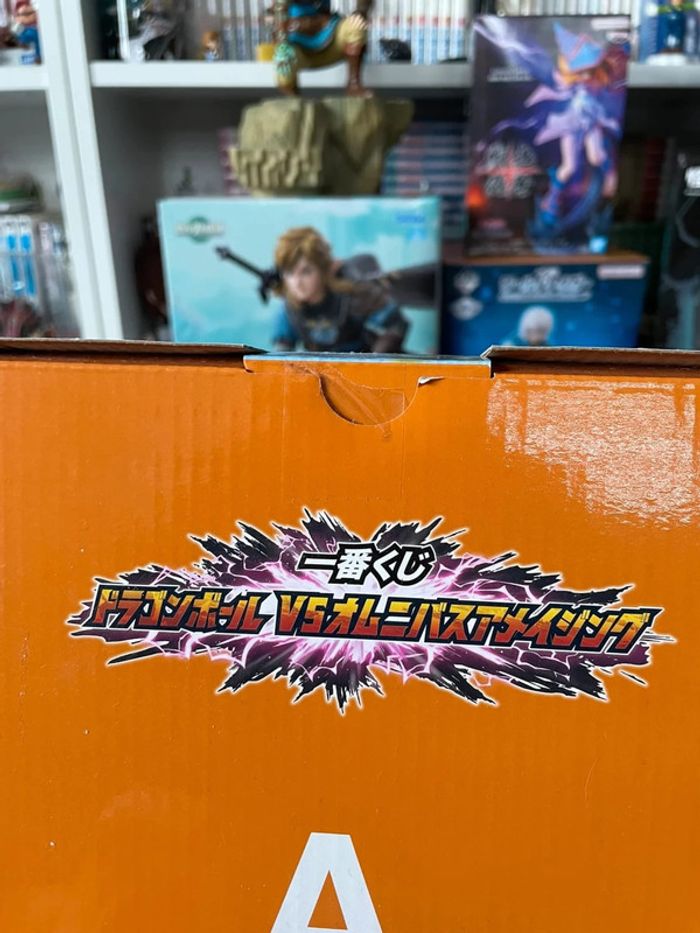 一番くじ
ドラゴンボール VSオムニバスアメイジング
A